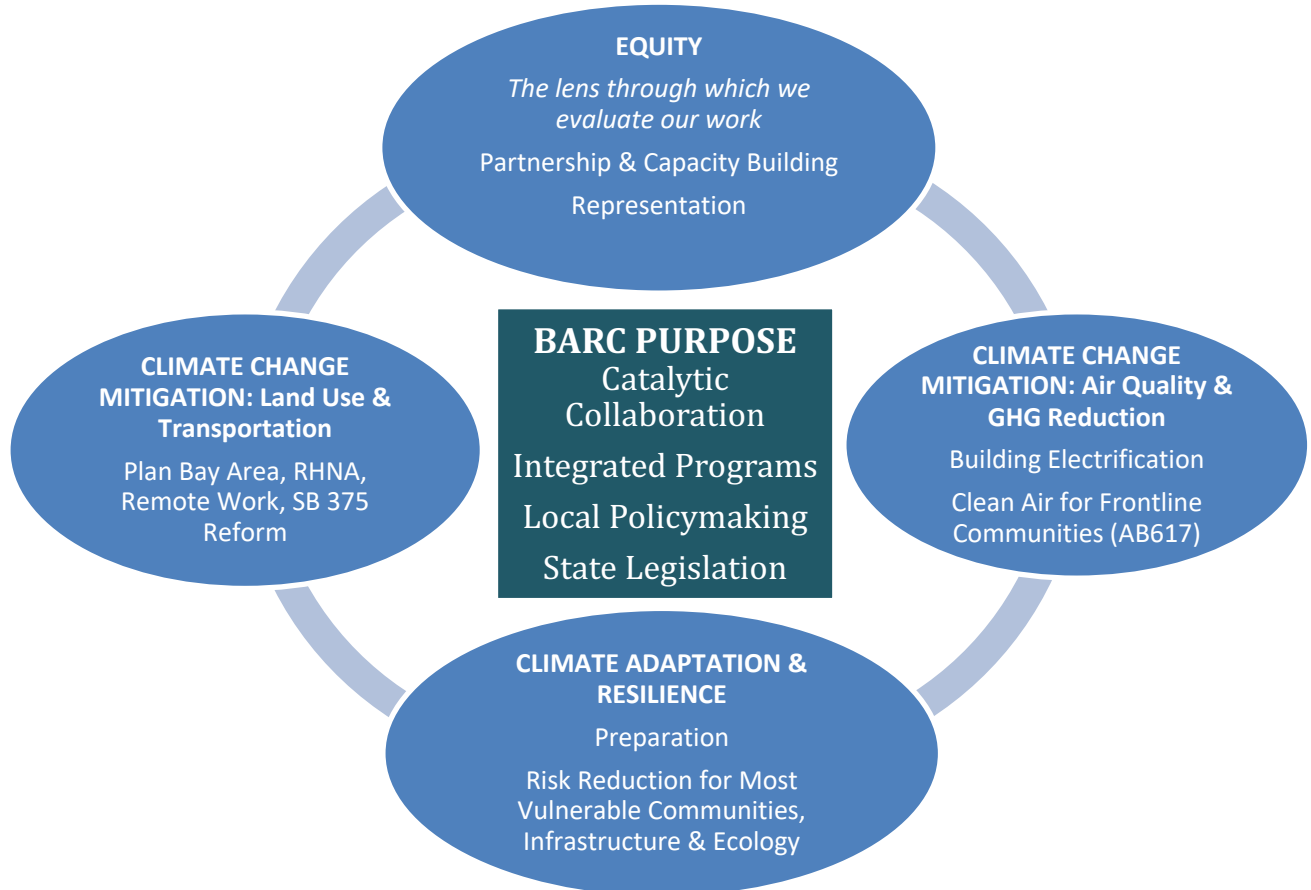 EQUITY
The lens through which we
evaluate our work
Partnership & Capacity Building
Representation
CLIMATE CHANGE
MITIGATION: Land Use &
Transportation
Plan Bay Area, RHNA,
Remote Work, SB 375
Reform
BARC PURPOSE
Catalytic
Collaboration
Integrated Programs
Local Policymaking
State Legislation
CLIMATE CHANGE
MITIGATION: Air Quality &
GHG Reduction
Building Electrification
Clean Air for Frontline
Communities (AB617)
CLIMATE ADAPTATION &
RESILIENCE
Preparation
Risk Reduction for Most
Vulnerable Communities,
Infrastructure & Ecology